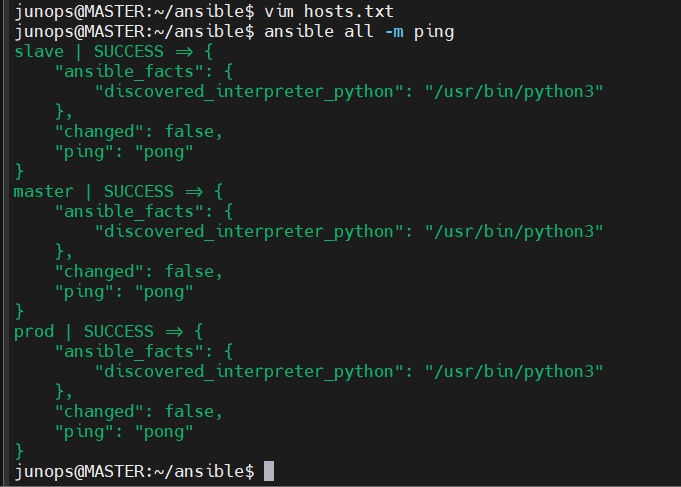 junops@MASTER:~/ansible$ vim hosts.txt
junops@MASTER:~/ansible$ ansible all -m ping
slave | SUCCESS => {
    "ansible_facts": {
        "discovered_interpreter_python": "/usr/bin/python3"
    },
    "changed": false,
    "ping": "pong"
}
master | SUCCESS => {
    "ansible_facts": {
        "discovered_interpreter_python": "/usr/bin/python3"
    },
    "changed": false,
    "ping": "pong"
}
prod | SUCCESS => {
    "ansible_facts": {
        "discovered_interpreter_python": "/usr/bin/python3"
    },
    "changed": false,
    "ping": "pong"
}
junops@MASTER:~/ansible$